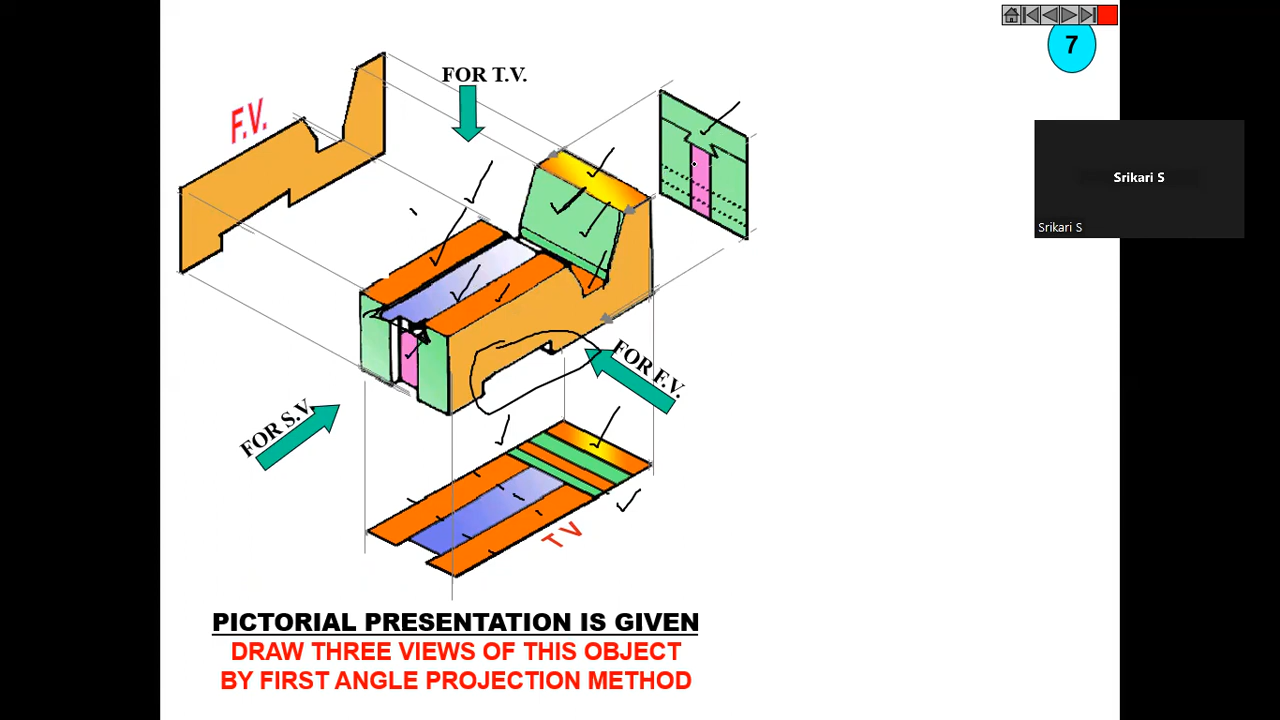 7
FOR T.V.
F.V.
Srikari S
Srikari S
FOR F.V.
FOR S.V.
T V
PICTORIAL PRESENTATION IS GIVEN
DRAW THREE VIEWS OF THIS OBJECT
BY FIRST ANGLE PROJECTION METHOD